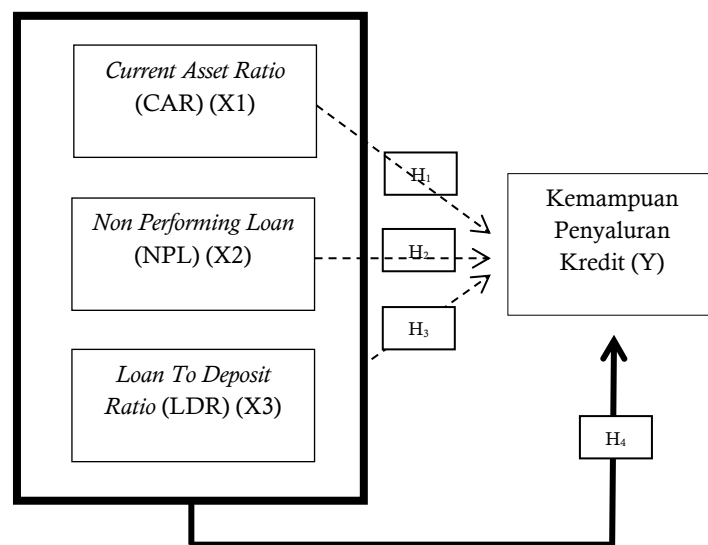 Current Asset Ratio
(CAR) (X1)
H₁
Non Performing Loan
(NPL) (X2)
H₂
Kemampuan
Penyaluran
Kredit (Y)
H₃
Loan To Deposit
Ratio (LDR) (X3)
H₄